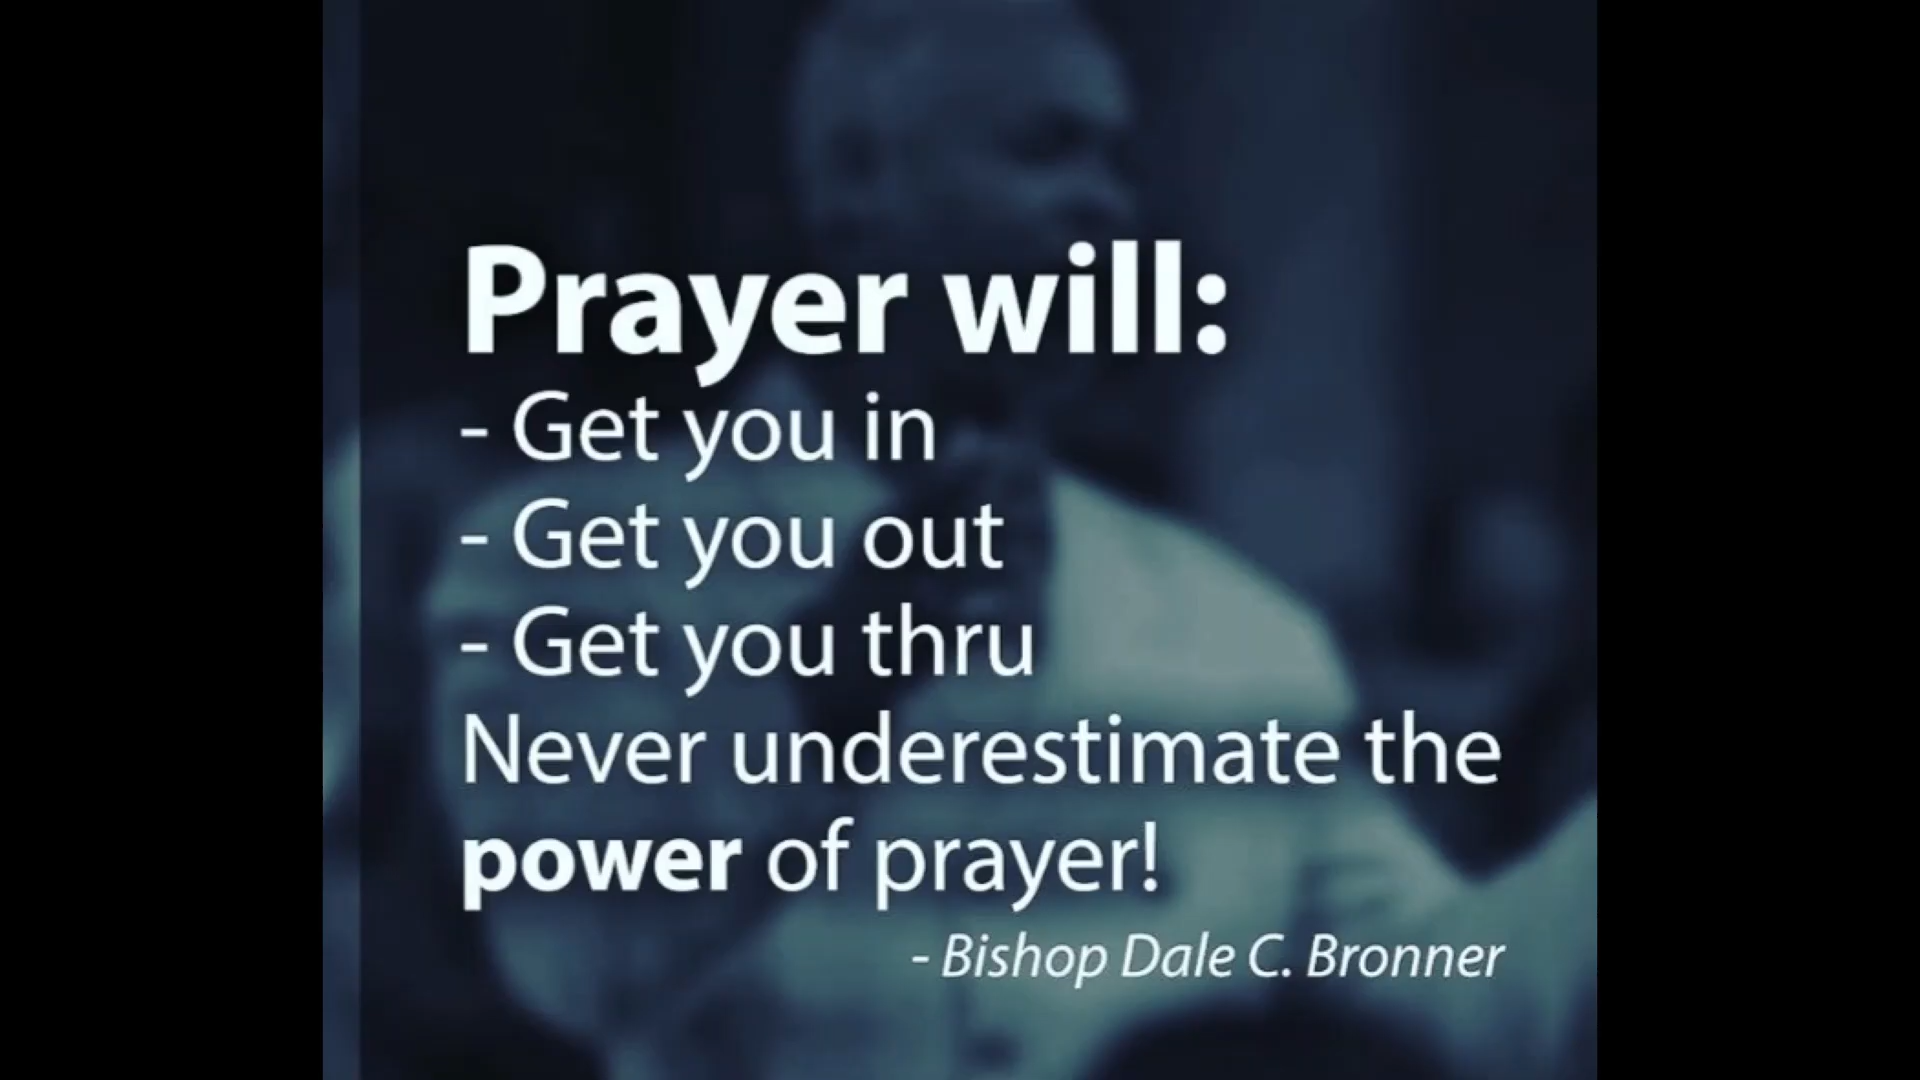 Prayer will:
- Get you in
- Get you out
- Get you thru
Never underestimate the
power of prayer!
- Bishop Dale C. Bronner